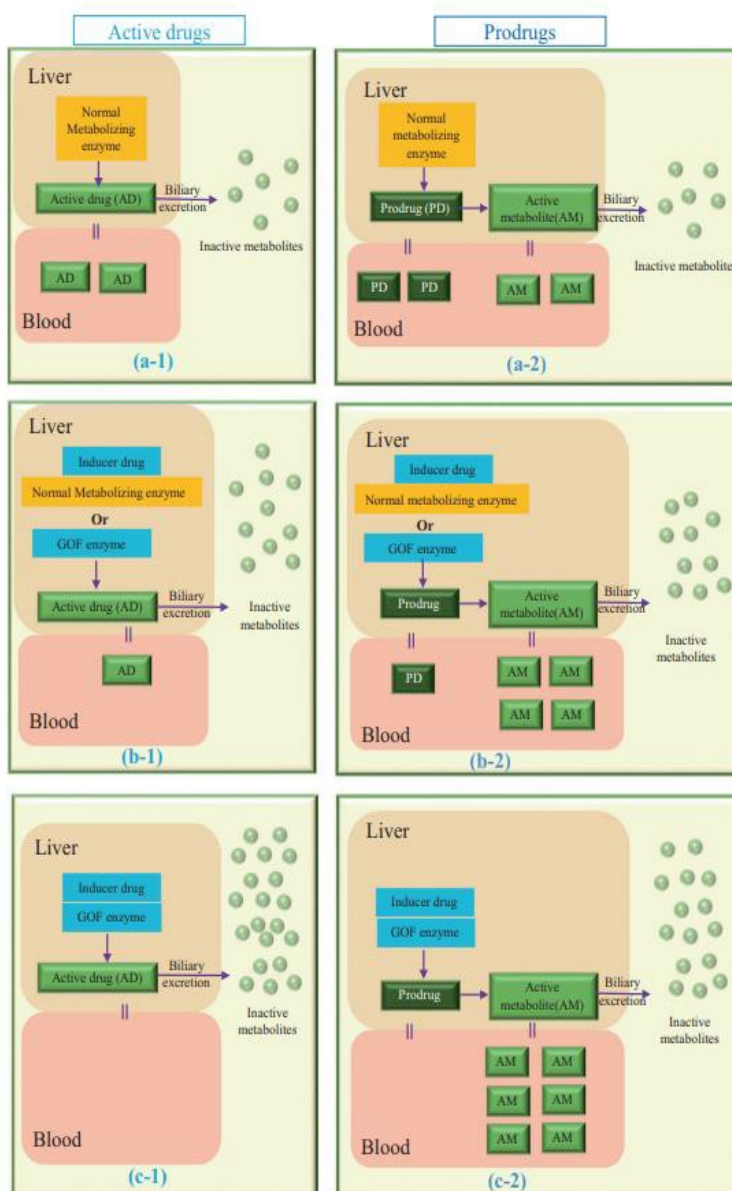 Active drugs
Prodrugs
Liver
Normal
Metabolizing
enzyme
Active drug (AD)
Biliary
excretion
Inactive metabolites
AD
AD
Blood
(a-1)
Liver
Normal
metabolizing
enzyme
Prodrug (PD)
Active
metabolite(AM)
Biliary
excretion
Inactive metabolite
PD
PD
AM
AM
Blood
(a-2)
Liver
Inducer drug
Normal Metabolizing enzyme
Or
GOF enzyme
Active drug (AD)
Biliary
excretion
Inactive
metabolites
AD
Blood
(b-1)
Liver
Inducer drug
Normal metabolizing enzyme
Or
GOF enzyme
Prodrug
Active
metabolite(AM)
Biliary
excretion
Inactive
metabolites
PD
AM
AM
AM
AM
Blood
(b-2)
Liver
Inducer drug
GOF enzyme
Active drug (AD)
Biliary
excretion
Inactive
metabolites
Blood
(c-1)
Liver
Inducer drug
GOF enzyme
Prodrug
Active
metabolite(AM)
Biliary
excretion
Inactive
metabolites
AM
AM
AM
AM
AM
AM
Blood
(c-2)